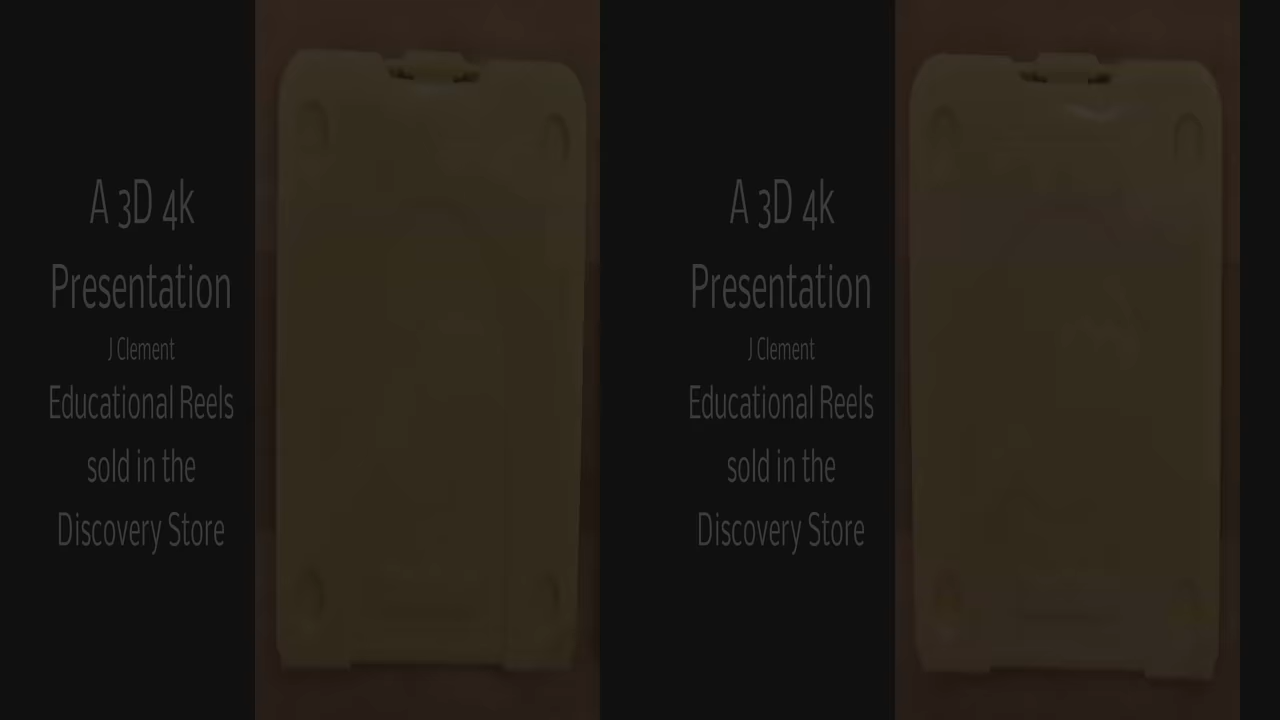 A 3D 4k
Presentation
J Clement
Educational Reels
sold in the
Discovery Store
A 3D 4k
Presentation
J Clement
Educational Reels
sold in the
Discovery Store